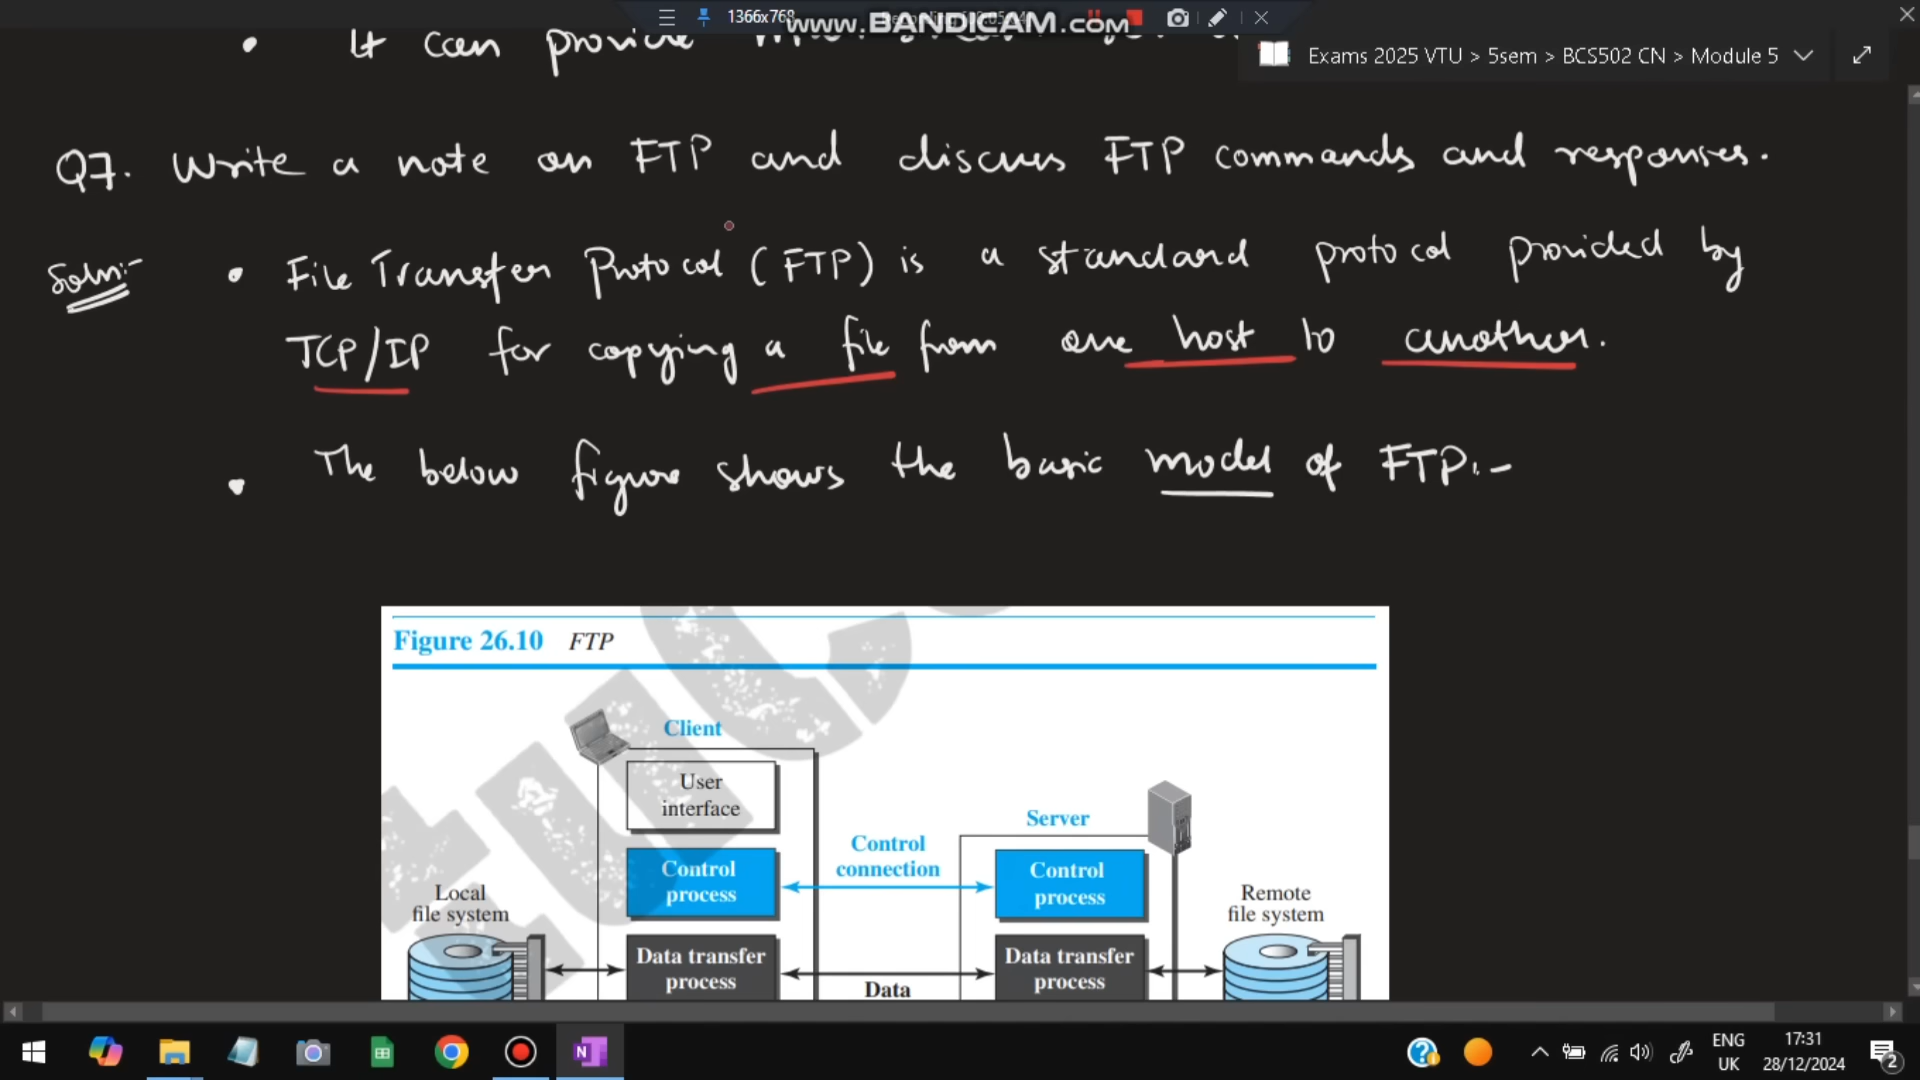 1366x768
www.BANDICAM.com
• It can provide
Exams 2025 VTU > 5sem > BCS502 CN > Module 5
Q7. Write a note on FTP and discuss FTP commands and responses.
Soln:-
• File Transfer Protocol (FTP) is a standard protocol provided by
TCP/IP for copying a file from one host to another.
• The below figure shows the basic model of FTP:-
Figure 26.10 FTP
Client
User
interface
Server
Control
connection
Control
process
Control
process
Local
file system
Remote
file system
Data transfer
process
Data transfer
process
Data
ENG
UK
17:31
28/12/2024
2